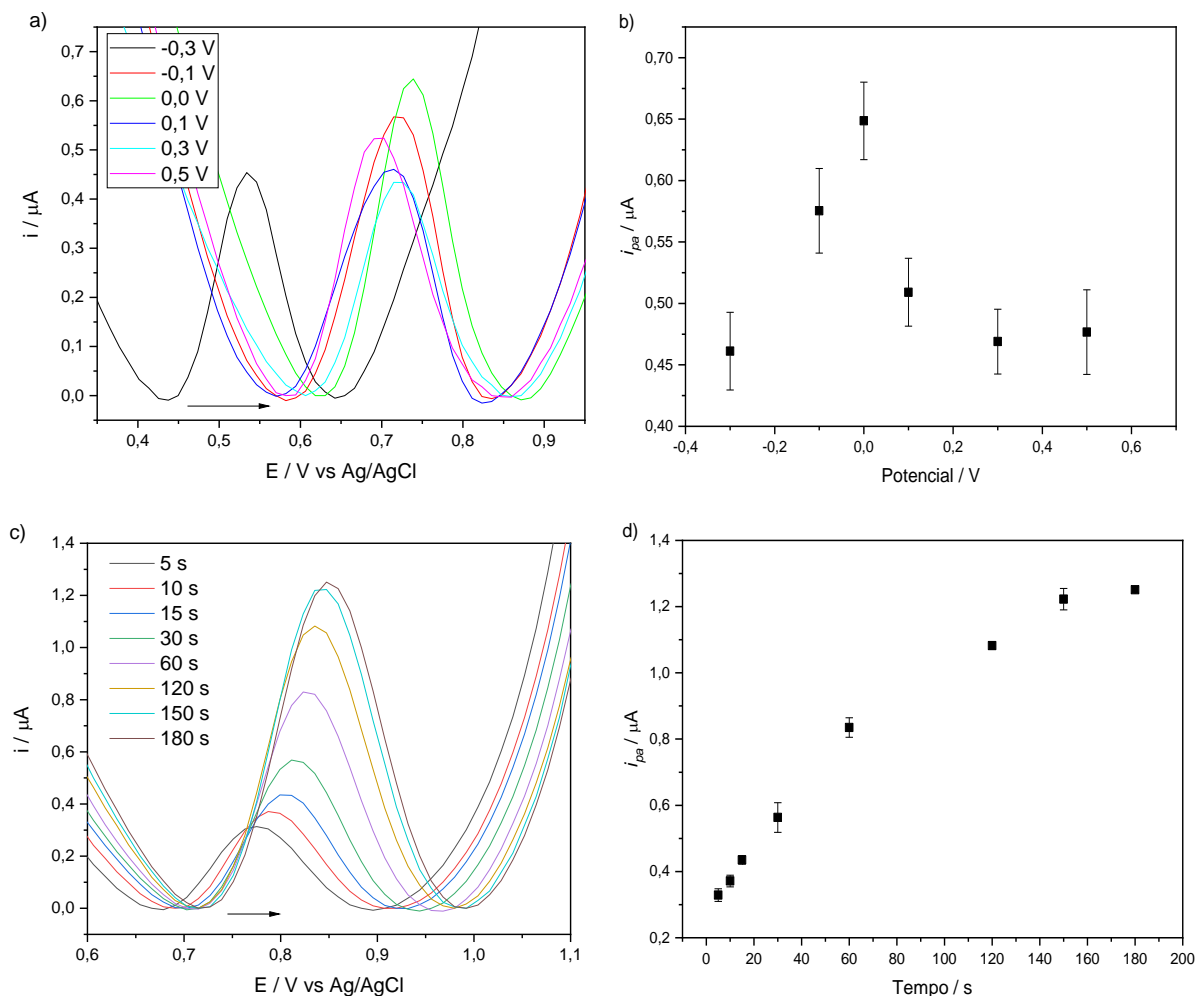 a)
-0,3 V
-0,1 V
0,0 V
0,1 V
0,3 V
0,5 V
0,7
0,6
0,5
0,4
0,3
0,2
0,1
0,0
i / μA
0,4 0,5 0,6 0,7 0,8 0,9
E / V vs Ag/AgCl
b)
0,75
0,70
0,65
0,60
0,55
0,50
0,45
0,40
ipa / μA
-0,4 -0,2 0,0 0,2 0,4 0,6
Potencial / V
c)
5 s
10 s
15 s
30 s
60 s
120 s
150 s
180 s
1,4
1,2
1,0
0,8
0,6
0,4
0,2
0,0
i / μA
0,6 0,7 0,8 0,9 1,0 1,1
E / V vs Ag/AgCl
d)
1,4
1,2
1,0
0,8
0,6
0,4
0,2
ipa / μA
0 20 40 60 80 100 120 140 160 180 200
Tempo / s